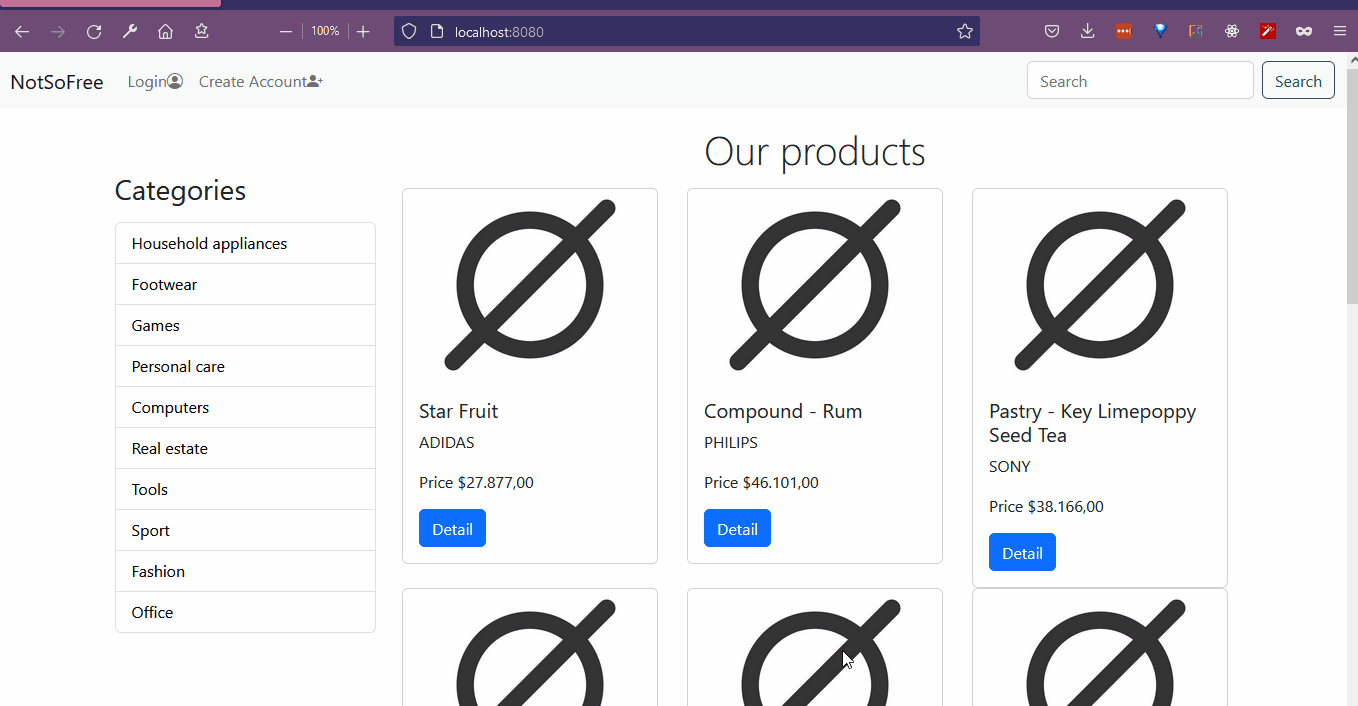 100%
localhost:8080
NotSoFree
Login
Create Account
Search
Search
Our products
Categories
Household appliances
Footwear
Games
Personal care
Computers
Real estate
Tools
Sport
Fashion
Office
Star Fruit
ADIDAS
Price $27.877,00
Detail
Compound - Rum
PHILIPS
Price $46.101,00
Detail
Pastry - Key Limepoppy
Seed Tea
SONY
Price $38.166,00
Detail